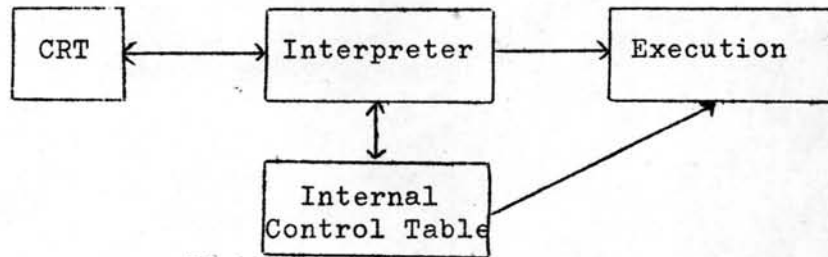 CRT
Interpreter
Execution
Internal
Control Table